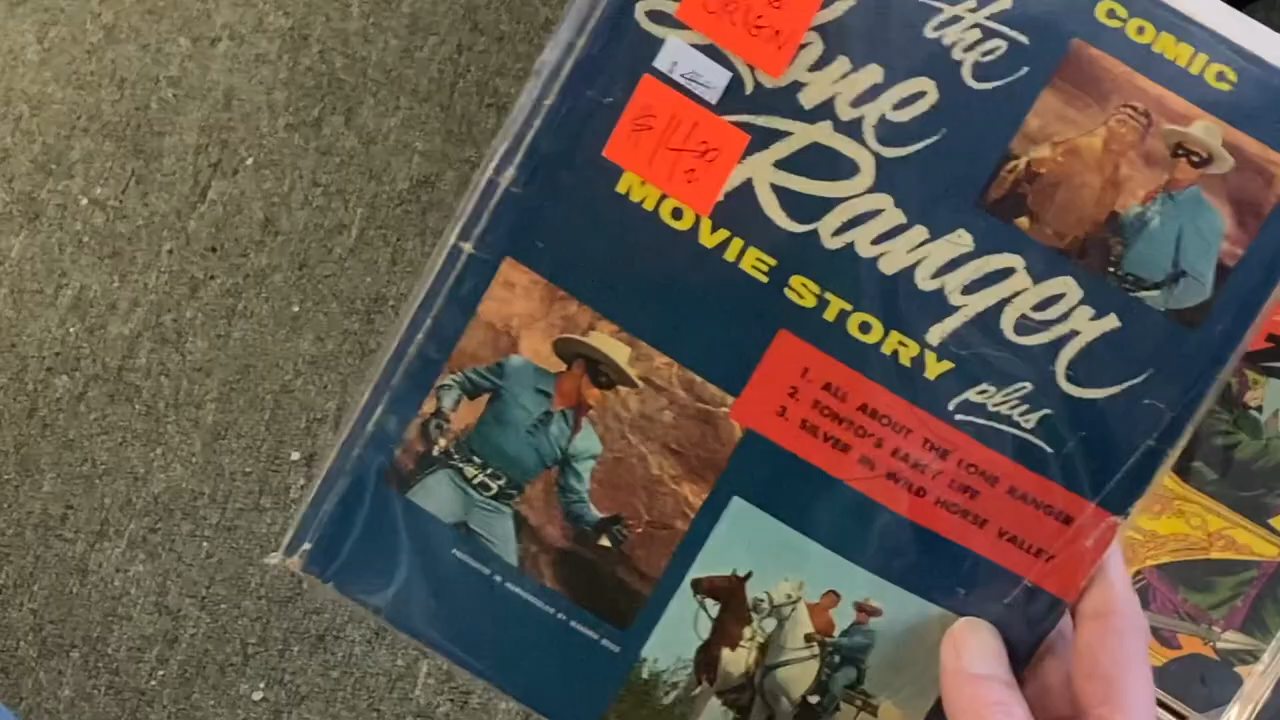 COMIC
the
Lone
Ranger
MOVIE STORY
plus
1. ALL ABOUT THE LONE RANGER
2. TONTO'S EARLY LIFE
3. SILVER IN WILD HORSE VALLEY